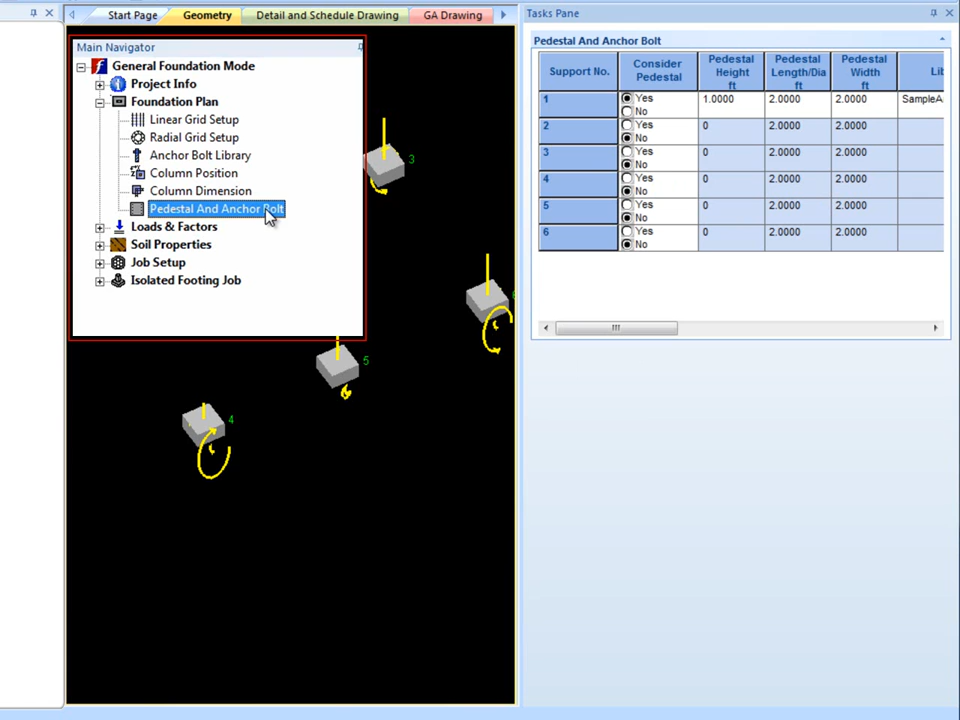 Start Page
Geometry
Detail and Schedule Drawing
GA Drawing
Tasks Pane
Main Navigator
General Foundation Mode
Project Info
Foundation Plan
Linear Grid Setup
Radial Grid Setup
Anchor Bolt Library
Column Position
Column Dimension
Pedestal And Anchor Bolt
Loads & Factors
Soil Properties
Job Setup
Isolated Footing Job
3
5
4
Pedestal And Anchor Bolt
Support No. Consider Pedestal Pedestal Height ft Pedestal Length/Dia ft Pedestal Width ft
1 Yes No 1.0000 2.0000 2.0000
2 Yes No 0 2.0000 2.0000
3 Yes No 0 2.0000 2.0000
4 Yes No 0 2.0000 2.0000
5 Yes No 0 2.0000 2.0000
6 Yes No 0 2.0000 2.0000